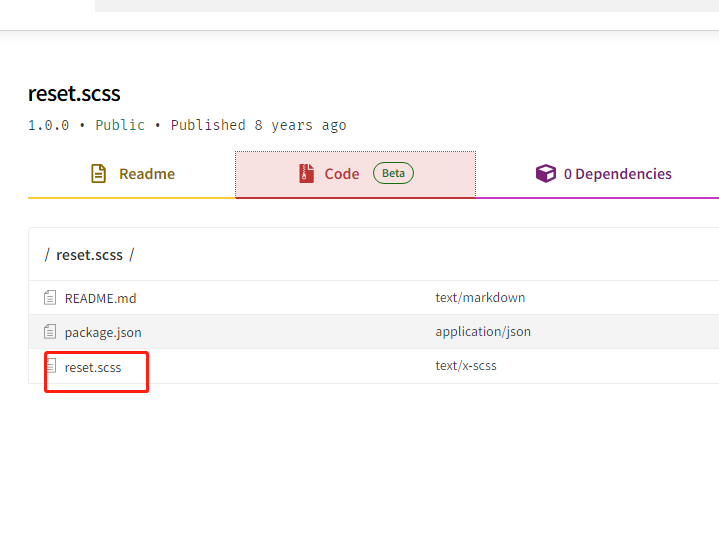 reset.scss
1.0.0 • Public • Published 8 years ago
Readme
Code Beta
0 Dependencies
/ reset.scss /
README.md text/markdown
package.json application/json
reset.scss text/x-scss